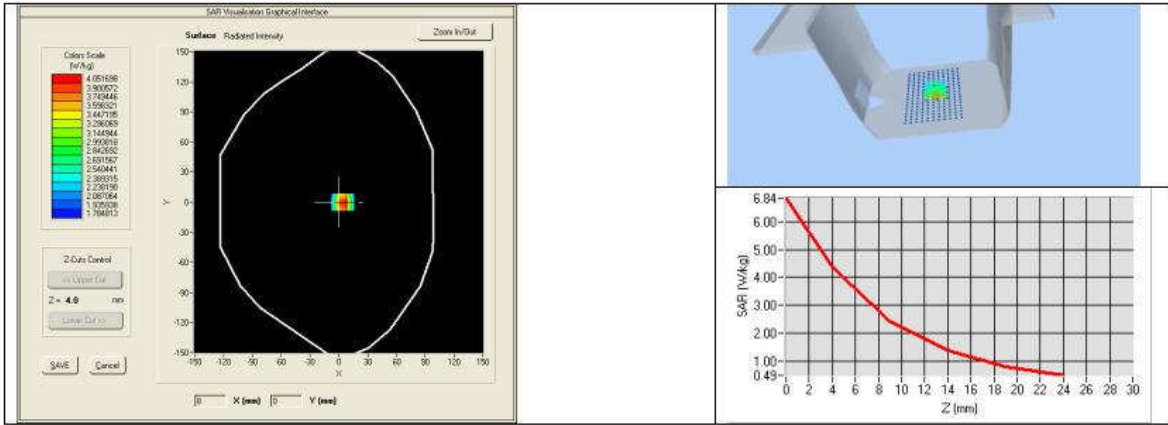 SAR Visualisation Graphical Interface
Surface Radiated Intensity
Zoom In/Out
Colors Scale
(W/kg)
4.051698
3.900572
3.749446
3.598321
3.447195
3.296069
3.144944
2.993818
2.842692
2.691567
2.540441
2.389315
2.238190
2.087064
1.935938
1.784813
150
120
90
60
30
0
-30
-60
-90
-120
-150
Y
-150 -120 -90 -60 -30 0 30 60 90 120 150
X
Z-Cuts Control
<< Upper Cut
Z = 4.0 mm
Lower Cut >>
SAVE Cancel
X (mm) Y (mm)
6.84
6.00
5.00
4.00
3.00
2.00
1.00
0.49
SAR (W/kg)
0 2 4 6 8 10 12 14 16 18 20 22 24 26 28 30
Z (mm)